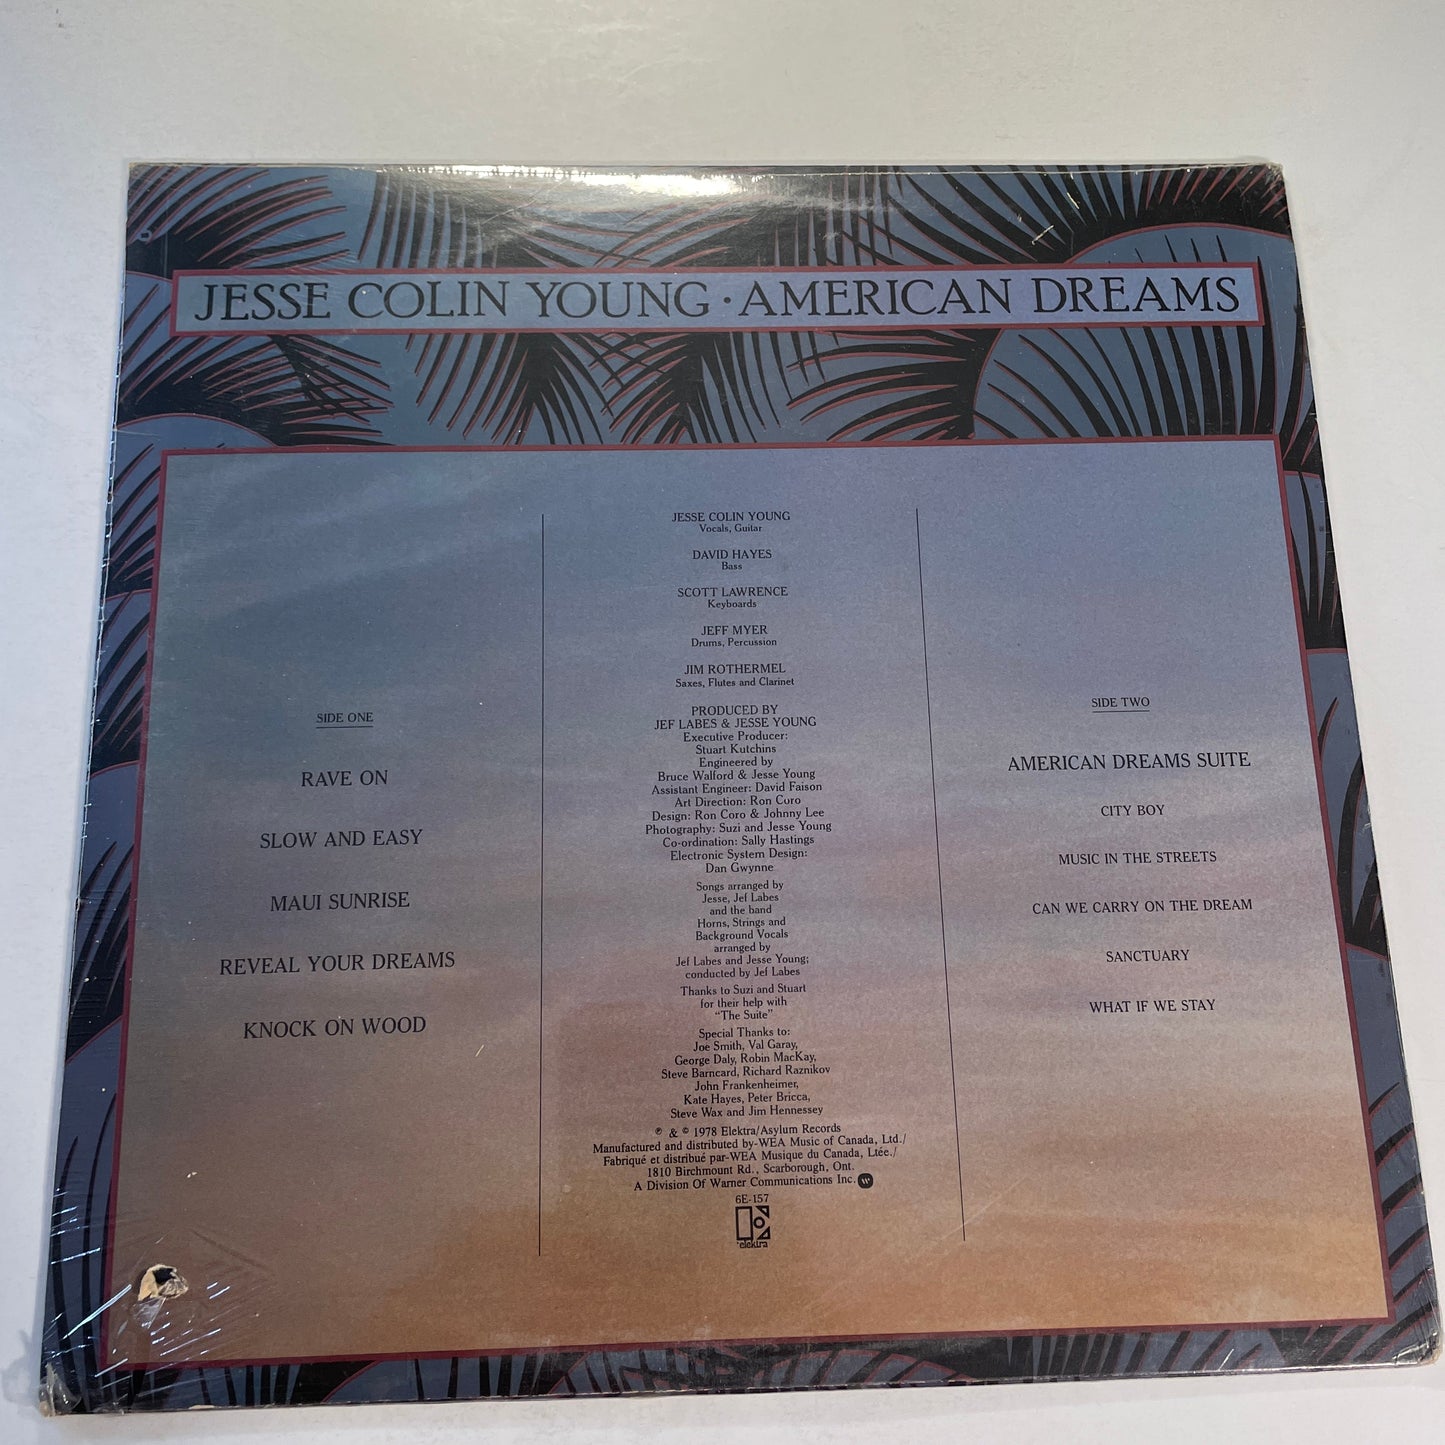 JESSE COLIN YOUNG · AMERICAN DREAMS
SIDE ONE
RAVE ON
SLOW AND EASY
MAUI SUNRISE
REVEAL YOUR DREAMS
KNOCK ON WOOD
JESSE COLIN YOUNG
Vocals, Guitar
DAVID HAYES
Bass
SCOTT LAWRENCE
Keyboards
JEFF MYER
Drums, Percussion
JIM ROTHERMEL
Saxes, Flutes and Clarinet
PRODUCED BY
JEF LABES & JESSE YOUNG
Executive Producer:
Stuart Kutchins
Engineered by
Bruce Walford & Jesse Young
Assistant Engineer: David Faison
Art Direction: Ron Coro
Design: Ron Coro & Johnny Lee
Photography: Suzi and Jesse Young
Co-ordination: Sally Hastings
Electronic System Design:
Dan Gwynne
Songs arranged by
Jesse, Jef Labes
and the band
Horns, Strings and
Background Vocals
arranged by
Jef Labes and Jesse Young;
conducted by Jef Labes
Thanks to Suzi and Stuart
for their help with
"The Suite"
Special Thanks to:
Joe Smith, Val Garay,
George Daly, Robin MacKay,
Steve Barncard, Richard Raznikov
John Frankenheimer,
Kate Hayes, Peter Bricca,
Steve Wax and Jim Hennessey
℗ & © 1978 Elektra/Asylum Records
Manufactured and distributed by-WEA Music of Canada, Ltd./
Fabriqué et distribué par-WEA Musique du Canada, Ltée./
1810 Birchmount Rd., Scarborough, Ont.
A Division Of Warner Communications Inc. W
6E-157
elektra
SIDE TWO
AMERICAN DREAMS SUITE
CITY BOY
MUSIC IN THE STREETS
CAN WE CARRY ON THE DREAM
SANCTUARY
WHAT IF WE STAY